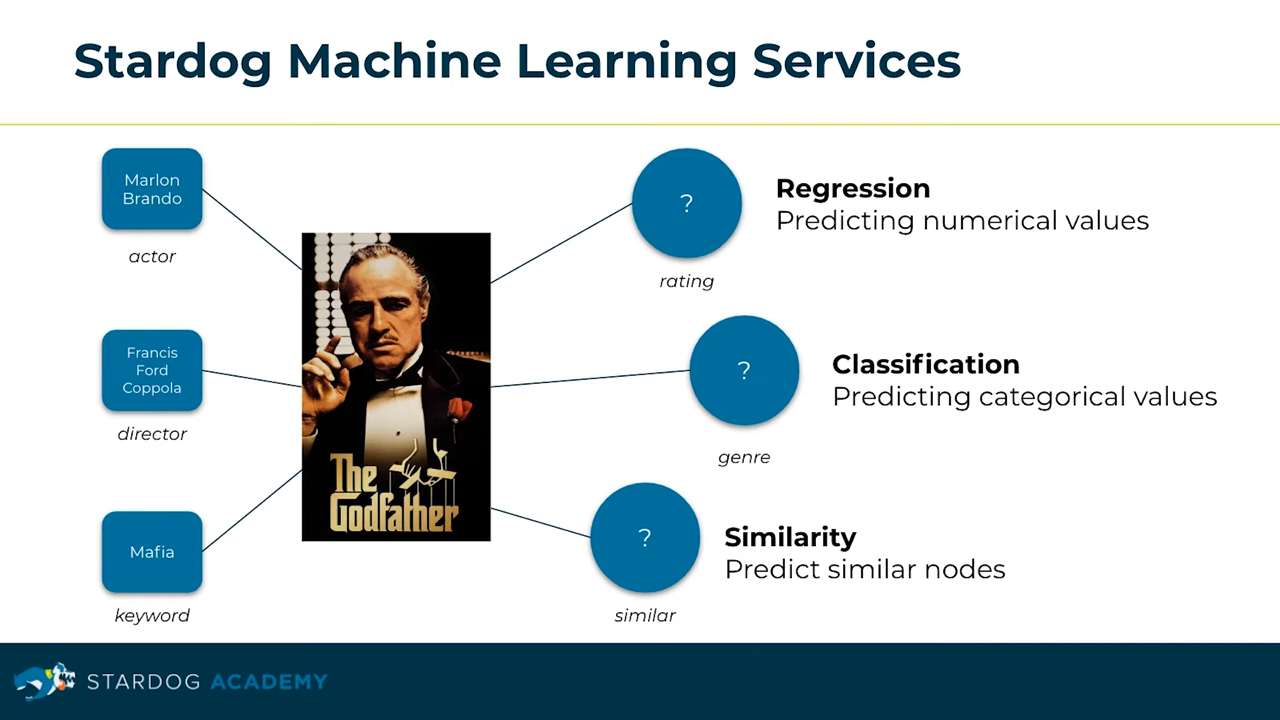 Stardog Machine Learning Services
Marlon
Brando
actor
Francis
Ford
Coppola
director
Mafia
keyword
The
Godfather
?
rating
Regression
Predicting numerical values
?
genre
Classification
Predicting categorical values
?
similar
Similarity
Predict similar nodes
STARDOG ACADEMY